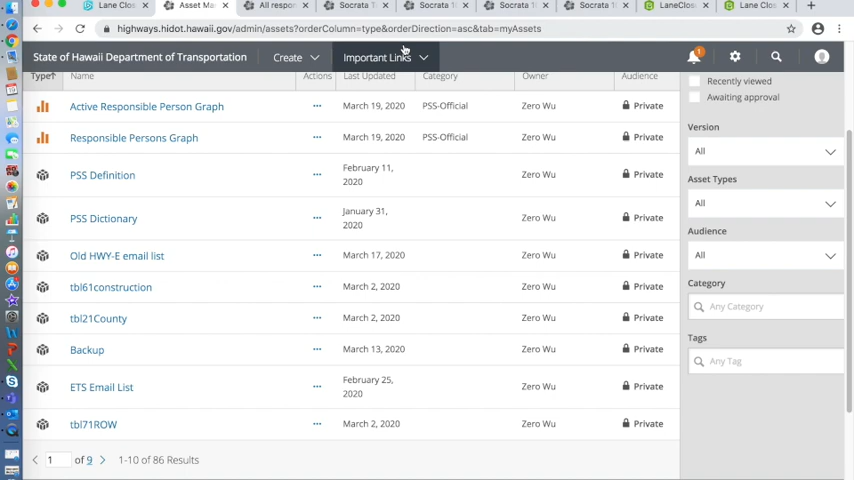 Lane Clos
Asset Ma
All respon
Socrata T
Socrata 1
Socrata 1
Socrata 1
LaneClose
Lane Clos
highways.hidot.hawaii.gov/admin/assets?orderColumn=type&orderDirection=asc&tab=myAssets
State of Hawaii Department of Transportation Create Important Links 1
Type Name Actions Last Updated Category Owner Audience
Recently viewed
Awaiting approval
Active Responsible Person Graph ... March 19, 2020 PSS-Official Zero Wu Private
Responsible Persons Graph ... March 19, 2020 PSS-Official Zero Wu Private
PSS Definition ... February 11, 2020 Zero Wu Private
PSS Dictionary ... January 31, 2020 Zero Wu Private
Old HWY-E email list ... March 17, 2020 Zero Wu Private
tbl61construction ... March 2, 2020 Zero Wu Private
tbl21County ... March 2, 2020 Zero Wu Private
Backup ... March 13, 2020 Zero Wu Private
ETS Email List ... February 25, 2020 Zero Wu Private
tbl71ROW ... March 2, 2020 Zero Wu Private
1 of 9 1-10 of 86 Results
Version
All
Asset Types
All
Audience
All
Category
Any Category
Tags
Any Tag